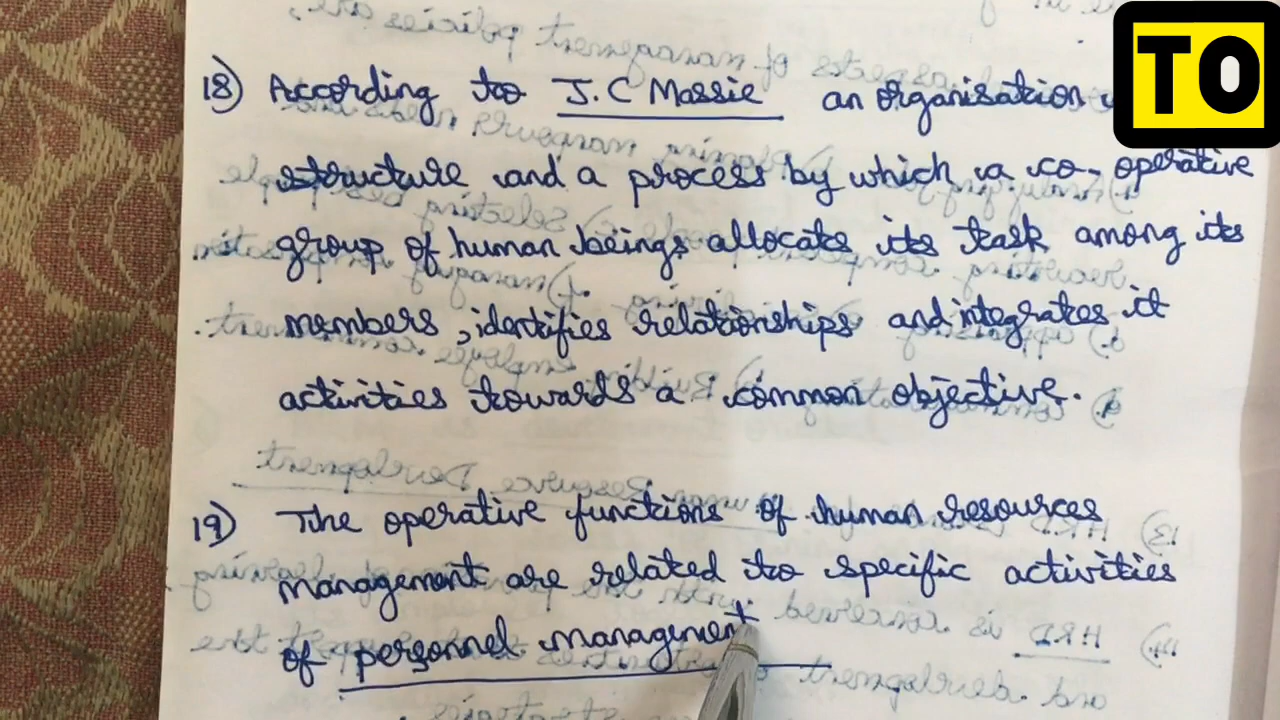 TO
18) According to J.C Massie an organisation
structure and a process by which a co-operative
group of human beings allocates its task among its
members, identifies relationships and integrates it
activities towards a common objective.
19) The operative functions of human resources
management are related to specific activities
of personnel management